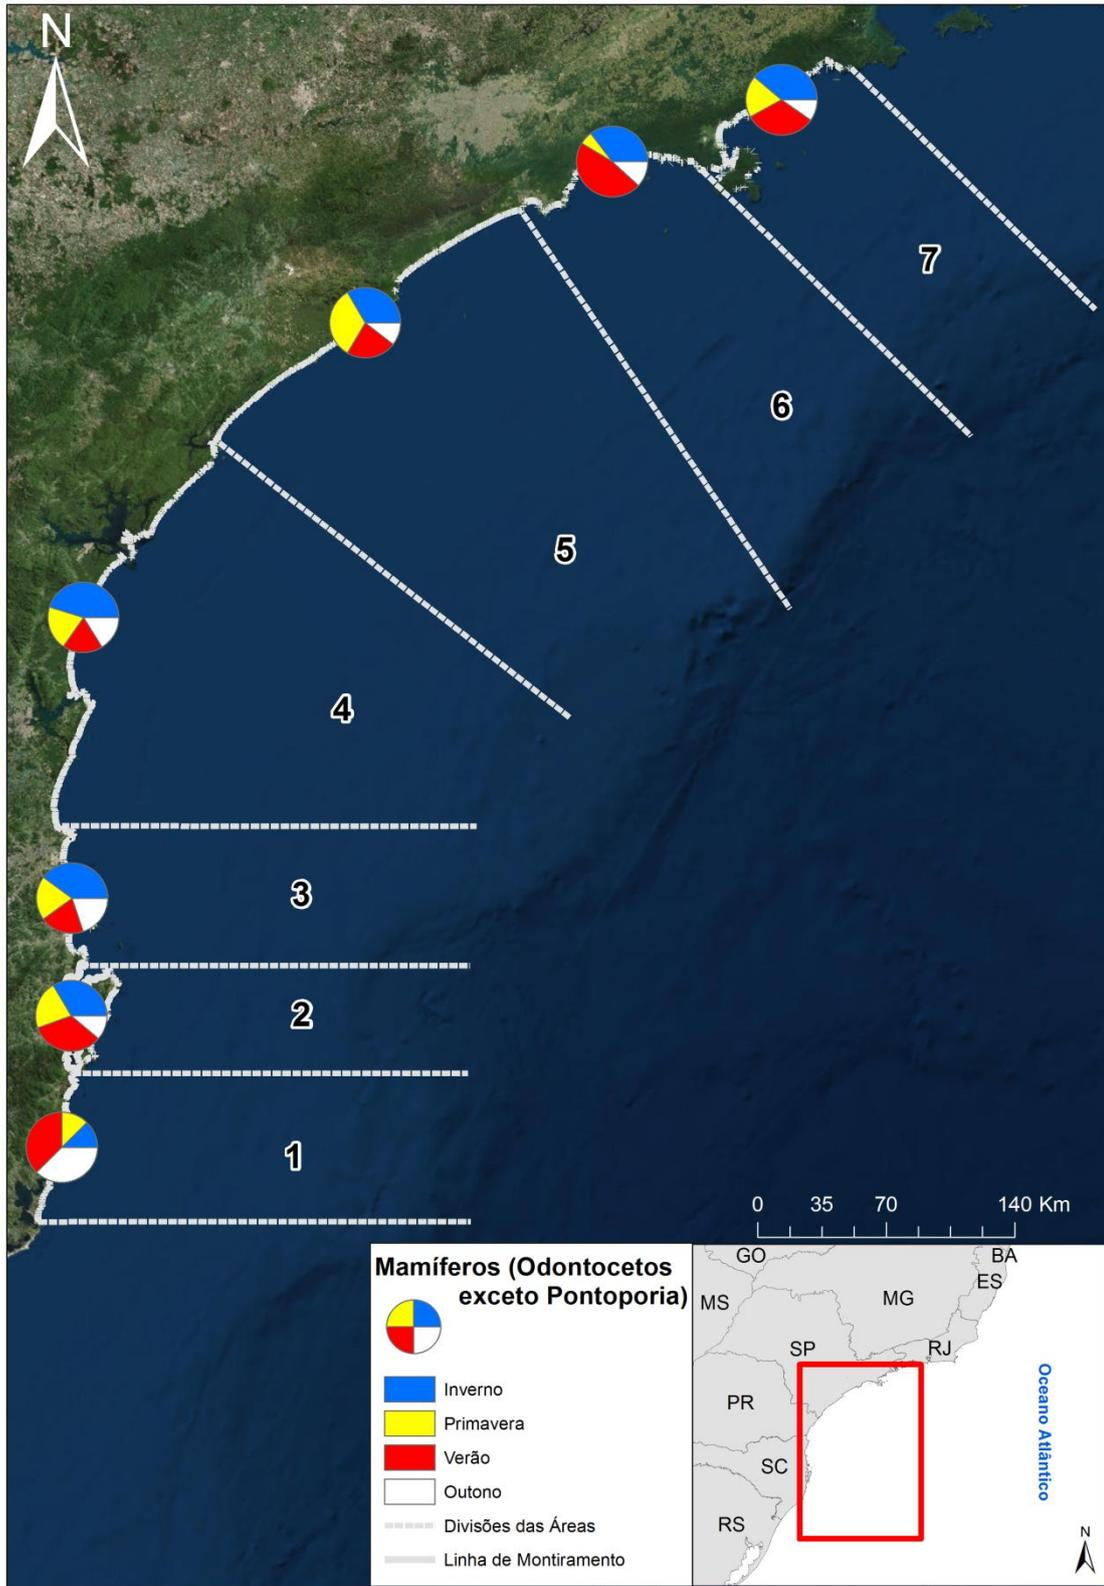 N
7
6
5
4
3
2
1
0 35 70 140 Km
Mamíferos (Odontocetos
exceto Pontoporia)
Inverno
Primavera
Verão
Outono
Divisões das Áreas
Linha de Montiramento
GO
BA
ES
MS
MG
SP
RJ
PR
SC
RS
Oceano Atlântico
N